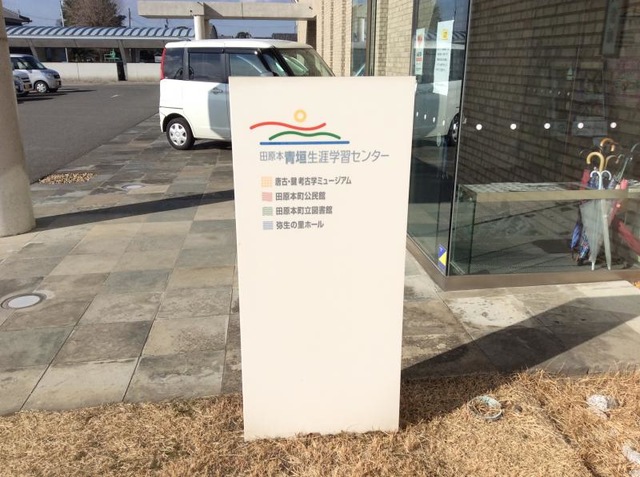 田原本青垣生涯学習センター
唐古・鍵 考古学ミュージアム
田原本町公民館
田原本町立図書館
弥生の里ホール